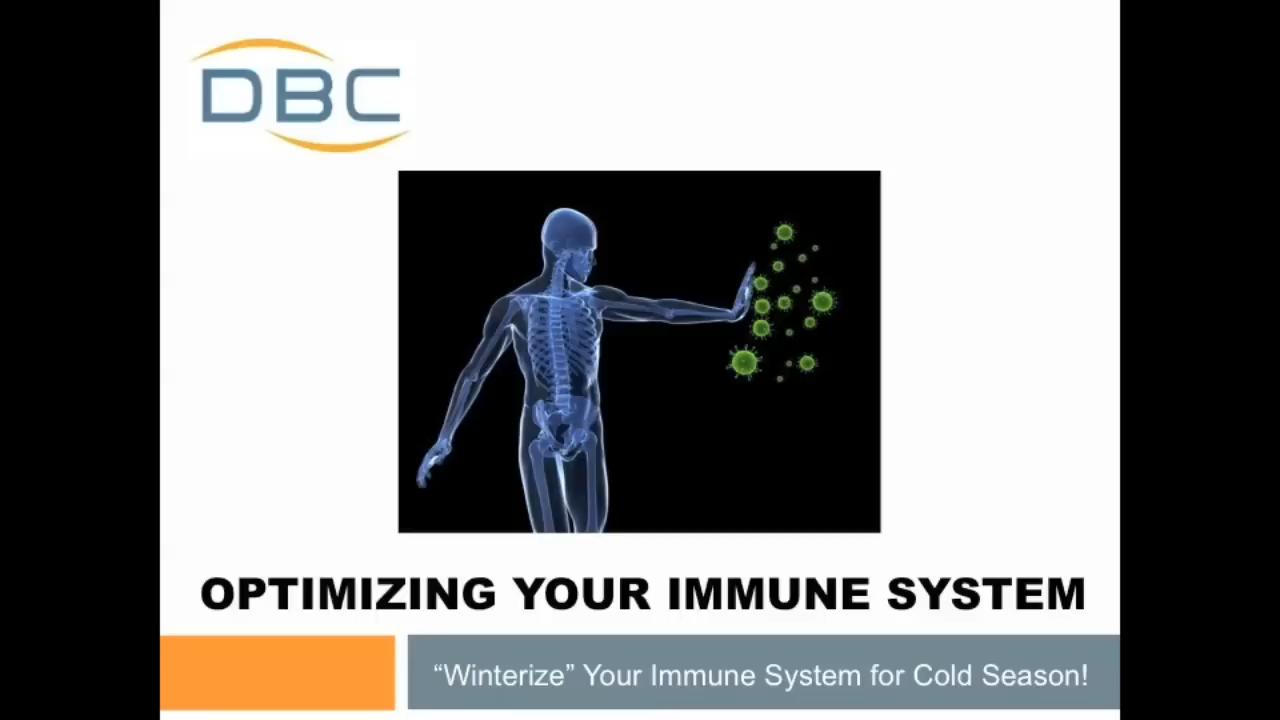 DBC
OPTIMIZING YOUR IMMUNE SYSTEM
“Winterize” Your Immune System for Cold Season!